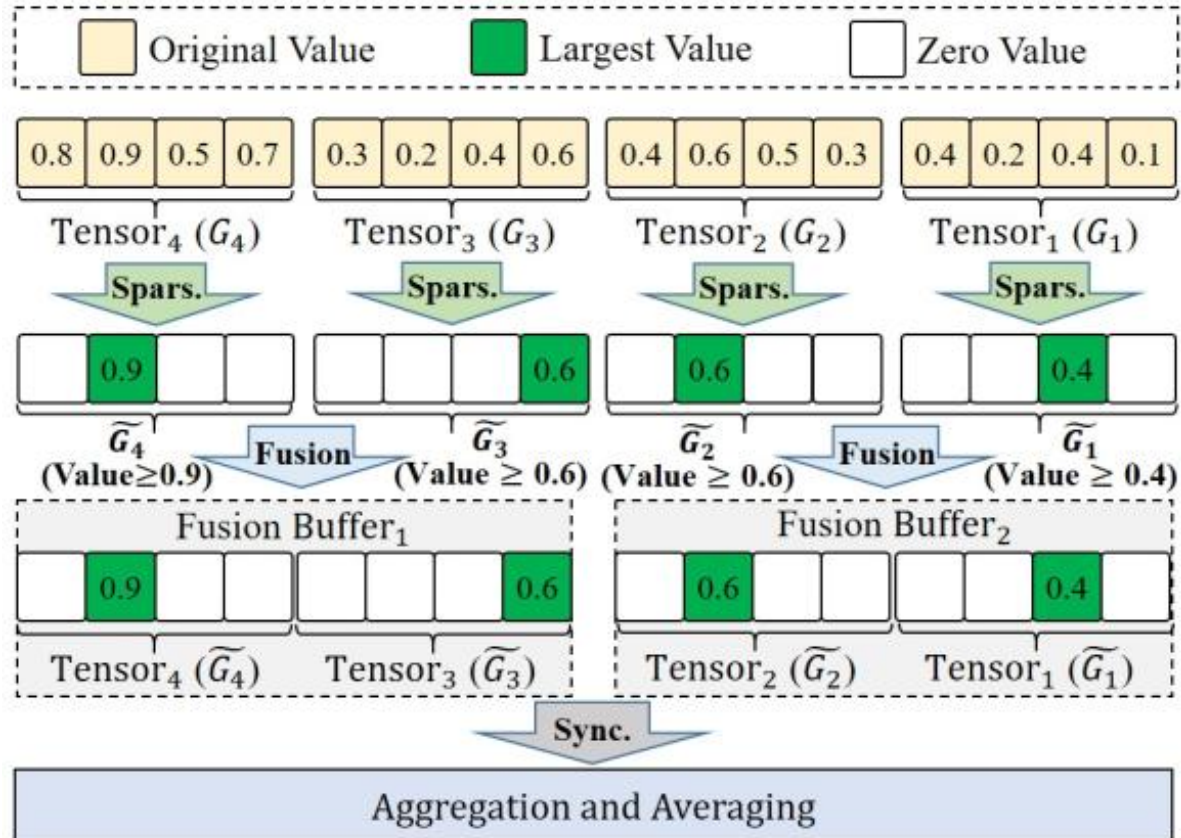 Original Value Largest Value Zero Value
0.8 0.9 0.5 0.7 0.3 0.2 0.4 0.6 0.4 0.6 0.5 0.3 0.4 0.2 0.4 0.1
Tensor₄ (G₄) Tensor₃ (G₃) Tensor₂ (G₂) Tensor₁ (G₁)
Spars. Spars. Spars. Spars.
0.9 0.6 0.6 0.4
G̃₄ Fusion G̃₃ G̃₂ Fusion G̃₁
(Value≥0.9) (Value ≥ 0.6) (Value ≥ 0.6) (Value ≥ 0.4)
Fusion Buffer₁ Fusion Buffer₂
0.9 0.6 0.6 0.4
Tensor₄ (G̃₄) Tensor₃ (G̃₃) Tensor₂ (G̃₂) Tensor₁ (G̃₁)
Sync.
Aggregation and Averaging